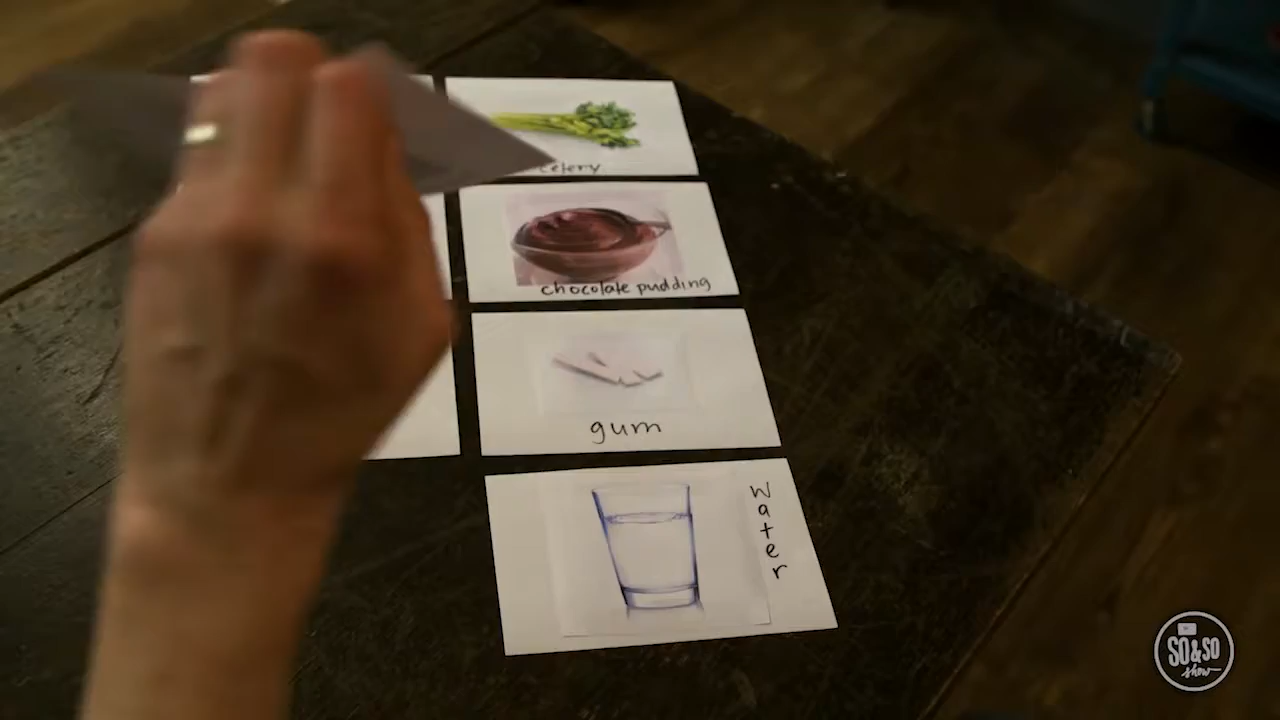 celery
chocolate pudding
gum
Water
SO & SO
show